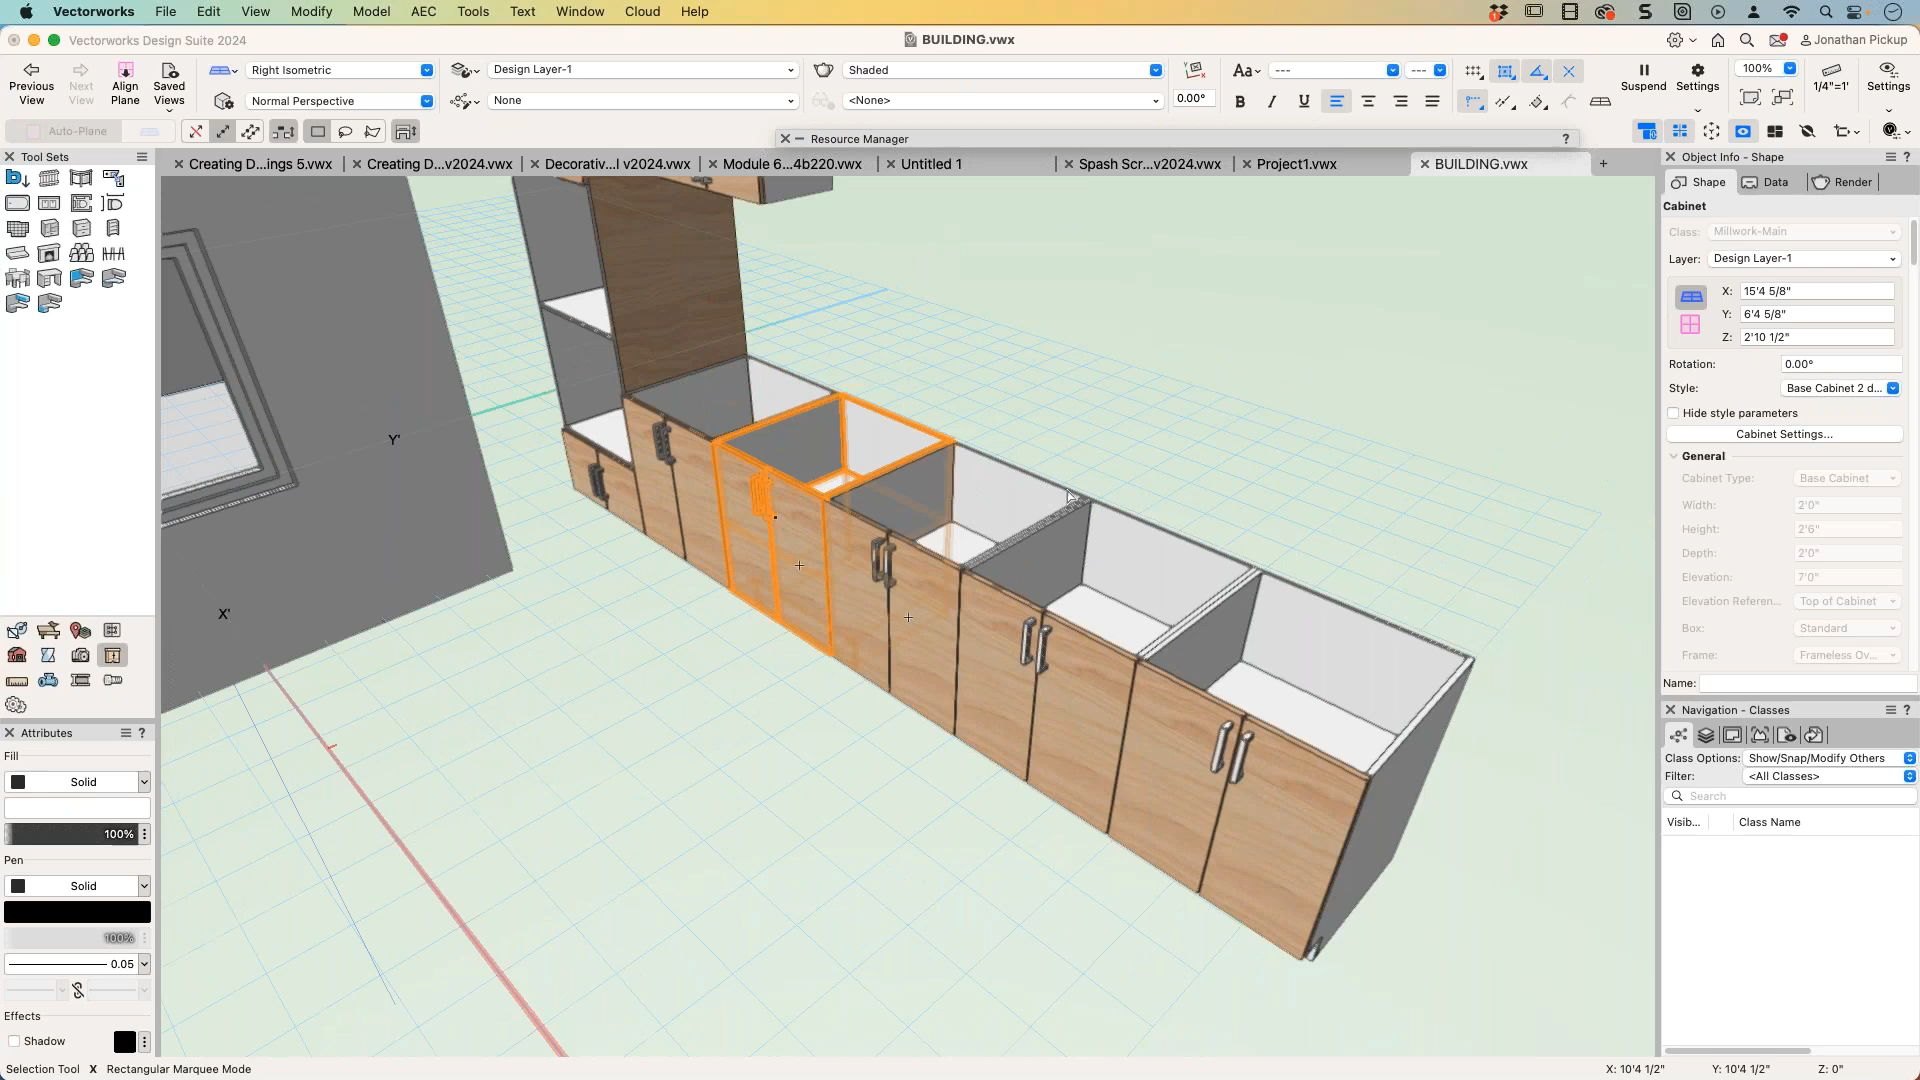 Vectorworks File Edit View Modify Model AEC Tools Text Window Cloud Help
Vectorworks Design Suite 2024
BUILDING.vwx
Jonathan Pickup
Previous View
Next View
Align Plane
Saved Views
Right Isometric
Normal Perspective
Design Layer-1
None
Shaded
<None>
0.00°
Aa
---
---
B I U
Suspend
Settings
100%
1/4"=1'
Settings
Auto-Plane
Resource Manager
?
Tool Sets
Creating D...ings 5.vwx
Creating D...v2024.vwx
Decorativ...l v2024.vwx
Module 6...4b220.vwx
Untitled 1
Spash Scr...v2024.vwx
Project1.vwx
BUILDING.vwx
+
Object Info - Shape
?
Shape
Data
Render
Cabinet
Class: Millwork-Main
Layer: Design Layer-1
X: 15'4 5/8"
Y: 6'4 5/8"
Z: 2'10 1/2"
Rotation: 0.00°
Style: Base Cabinet 2 d...
Hide style parameters
Cabinet Settings...
General
Cabinet Type: Base Cabinet
Width: 2'0"
Height: 2'6"
Depth: 2'0"
Elevation: 7'0"
Elevation Referen... Top of Cabinet
Box: Standard
Frame: Frameless Ov...
Name:
Y'
X'
Navigation - Classes
?
Class Options: Show/Snap/Modify Others
Filter: <All Classes>
Search
Visib... Class Name
Attributes
?
Fill
Solid
100%
Pen
Solid
100%
0.05
Effects
Shadow
Selection Tool X Rectangular Marquee Mode
X: 10'4 1/2" Y: 10'4 1/2" Z: 0"